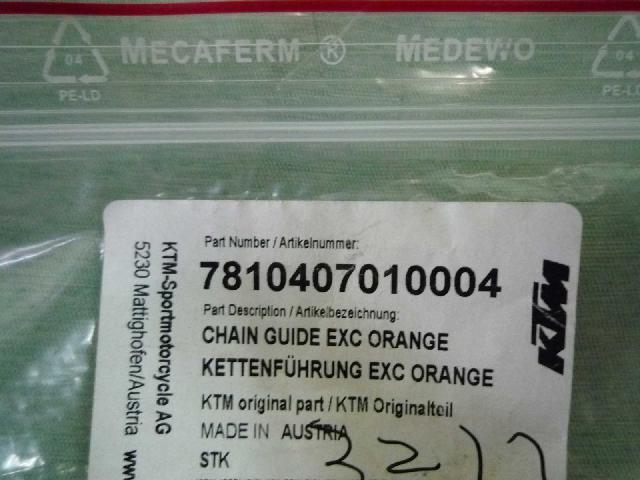 MECAFERM ® MEDEWO
04
PE-LD
04
PE-LD
KTM-Sportmotorcycle AG
5230 Mattighofen/Austria
Part Number / Artikelnummer:
7810407010004
Part Description / Artikelbezeichnung:
CHAIN GUIDE EXC ORANGE
KETTENFÜHRUNG EXC ORANGE
KTM original part / KTM Originalteil
MADE IN AUSTRIA
STK
KTM